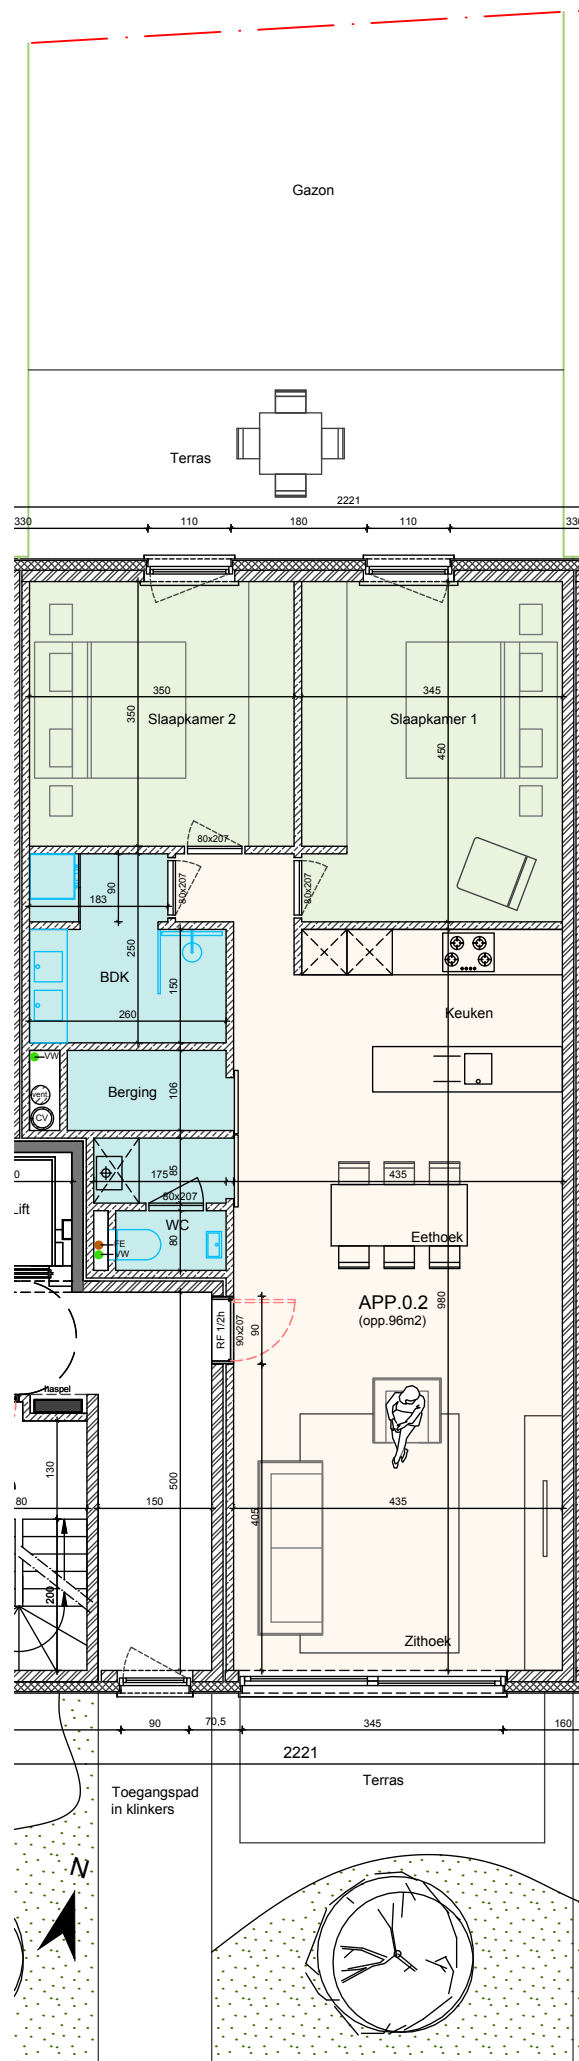 Gazon
Terras
2221
330
110
180
110
330
350
345
Slaapkamer 2
Slaapkamer 1
350
450
80x207
80x207
80x207
90
183
250
BDK
150
260
Keuken
VW
vent.
Berging
106
CV
0
175
85
435
80x207
Lift
WC
80
FE
VW
Eethoek
APP.0.2
(opp.96m2)
980
RF 1/2h
90x207
90
haspel
130
500
80
150
405
435
200
Zithoek
90
70,5
345
160
2221
Terras
Toegangspad
in klinkers
N